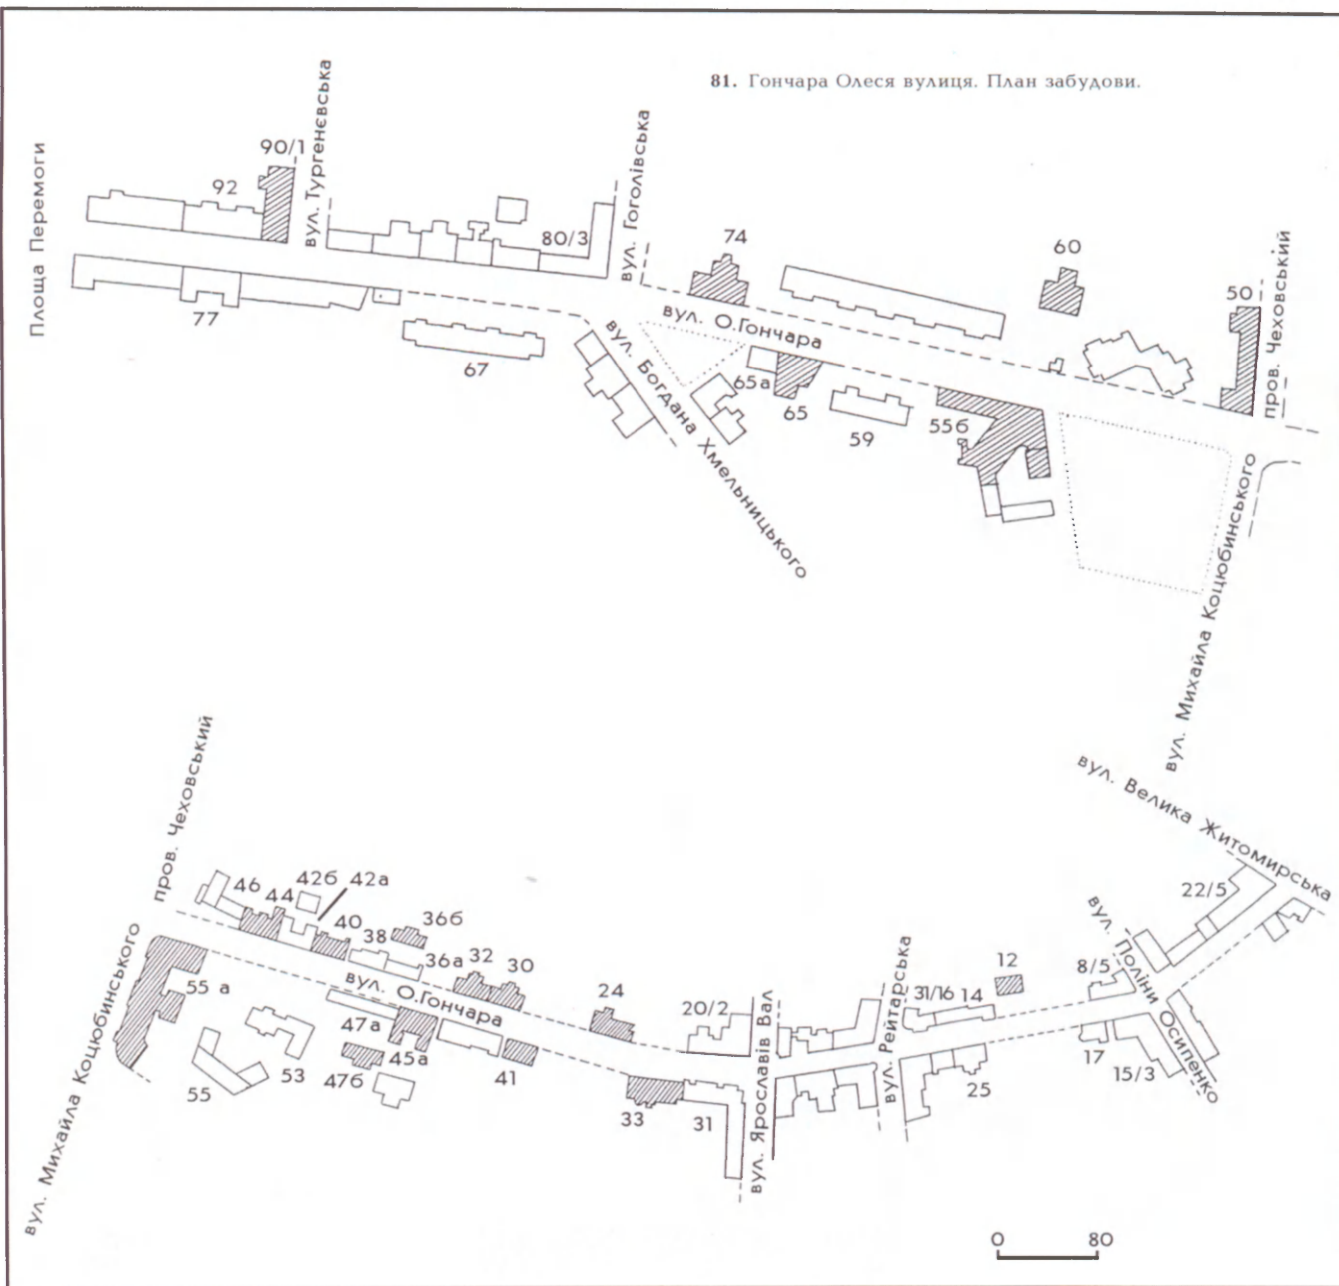 81. Гончара Олеся вулиця. План забудови.
Площа Перемоги
92
90/1
вул. Тургенєвська
77
67
80/3
вул. Гоголівська
74
вул. О.Гончара
вул. Богдана Хмельницького
65а
65
59
55б
60
50
пров. Чеховський
вул. Михайла Коцюбинського
пров. Чеховський
вул. Михайла Коцюбинського
46
44
42б
42а
40
38
36б
36а
32
30
вул. О.Гончара
55 а
55
53
47а
47б
45а
41
24
33
31
20/2
вул. Ярославів Вал
вул. Рейтарська
31/16
14
12
25
8/5
17
15/3
вул. Поліни Осипенко
22/5
вул. Велика Житомирська
0 80